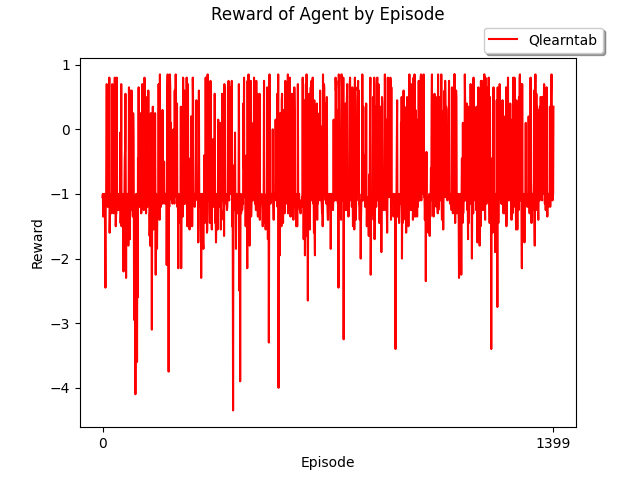 Reward of Agent by Episode
Qlearntab
1
0
−1
−2
−3
−4
Reward
0
1399
Episode